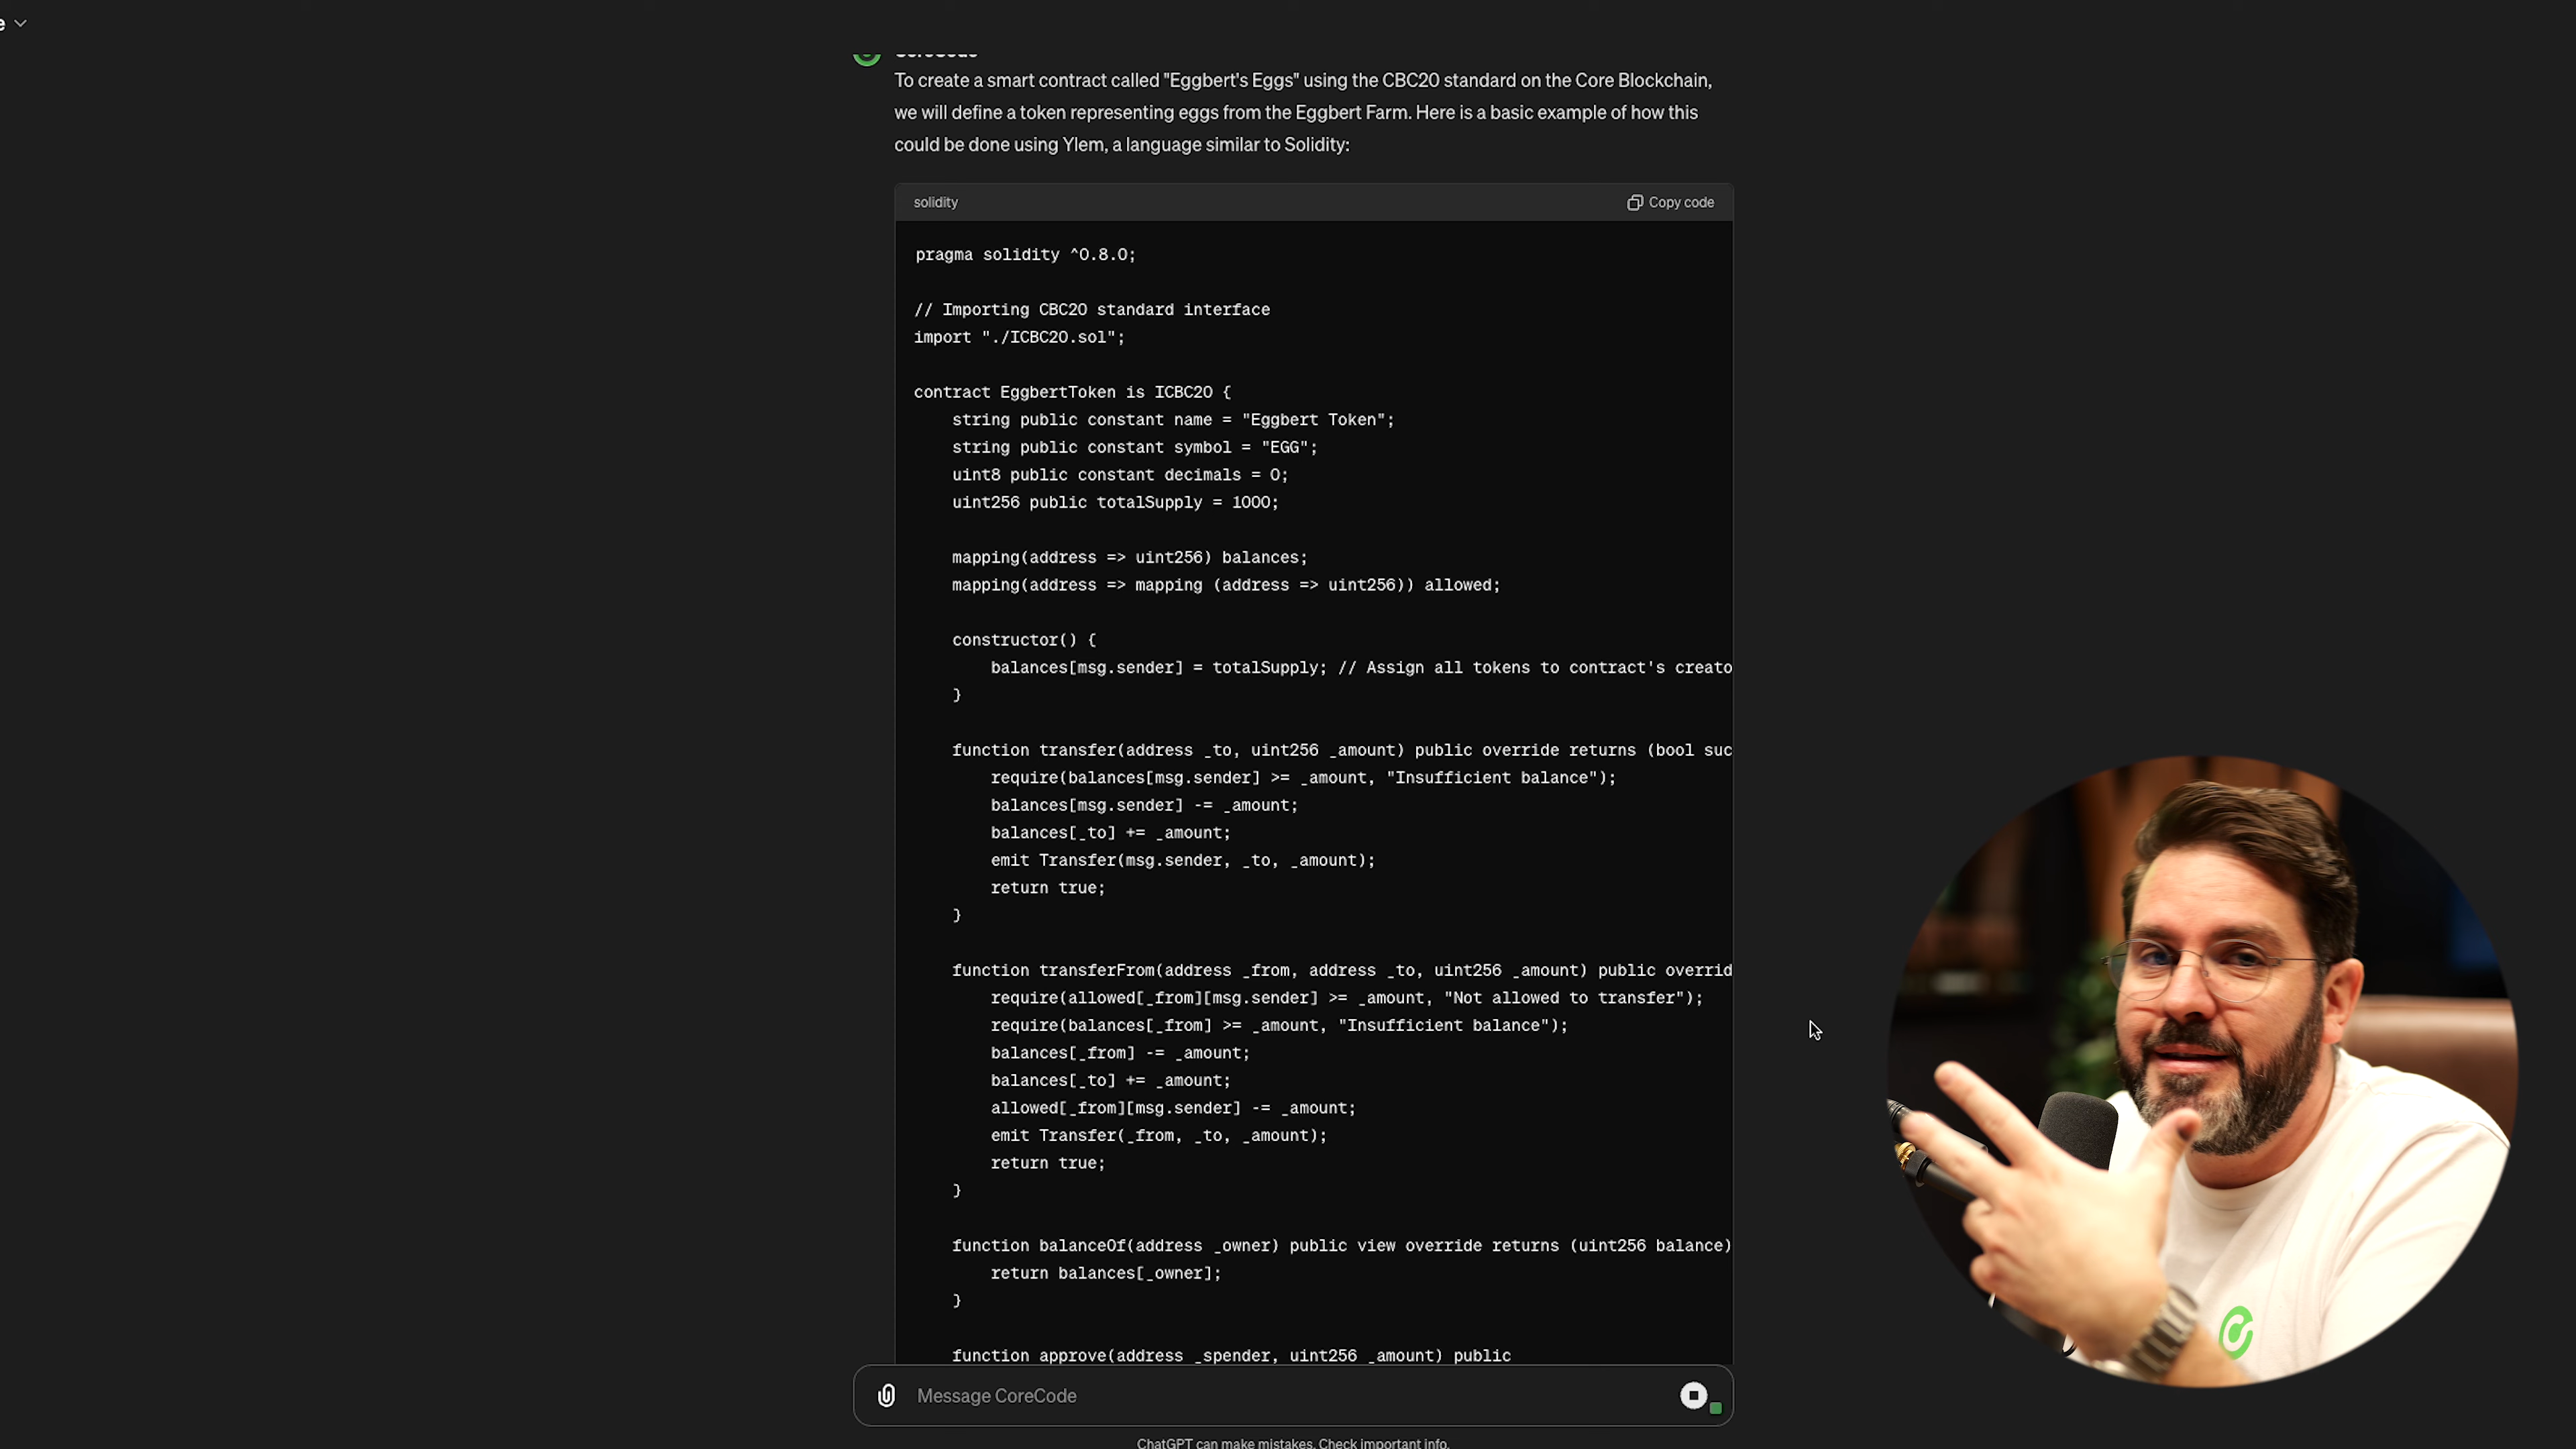 e
CoreCode
To create a smart contract called "Eggbert's Eggs" using the CBC20 standard on the Core Blockchain,
we will define a token representing eggs from the Eggbert Farm. Here is a basic example of how this
could be done using Ylem, a language similar to Solidity:
solidity
Copy code
pragma solidity ^0.8.0;
// Importing CBC20 standard interface
import "./ICBC20.sol";
contract EggbertToken is ICBC20 {
string public constant name = "Eggbert Token";
string public constant symbol = "EGG";
uint8 public constant decimals = 0;
uint256 public totalSupply = 1000;
mapping(address => uint256) balances;
mapping(address => mapping (address => uint256)) allowed;
constructor() {
balances[msg.sender] = totalSupply; // Assign all tokens to contract's creato
}
function transfer(address _to, uint256 _amount) public override returns (bool suc
require(balances[msg.sender] >= _amount, "Insufficient balance");
balances[msg.sender] -= _amount;
balances[_to] += _amount;
emit Transfer(msg.sender, _to, _amount);
return true;
}
function transferFrom(address _from, address _to, uint256 _amount) public overrid
require(allowed[_from][msg.sender] >= _amount, "Not allowed to transfer");
require(balances[_from] >= _amount, "Insufficient balance");
balances[_from] -= _amount;
balances[_to] += _amount;
allowed[_from][msg.sender] -= _amount;
emit Transfer(_from, _to, _amount);
return true;
}
function balanceOf(address _owner) public view override returns (uint256 balance)
return balances[_owner];
}
function approve(address _spender, uint256 _amount) public
Message CoreCode
ChatGPT can make mistakes. Check important info.